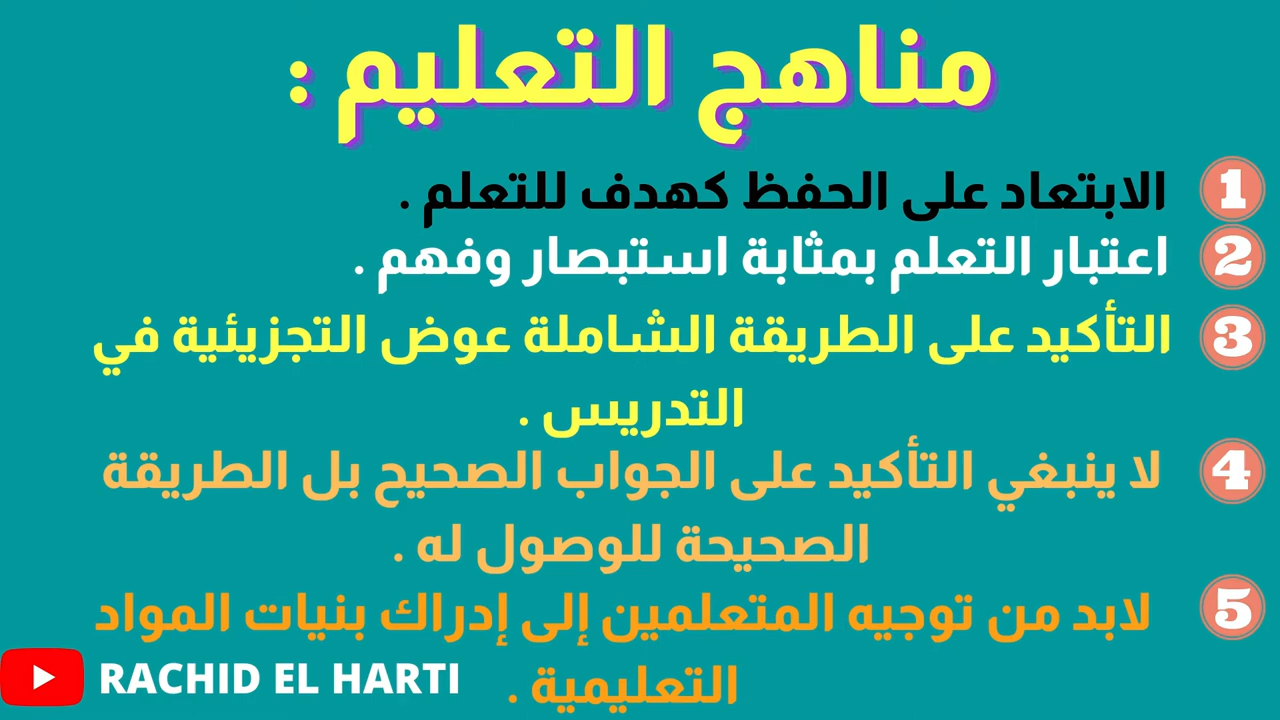 مناهج التعليم :
1 الابتعاد على الحفظ كهدف للتعلم .
2 اعتبار التعلم بمثابة استبصار وفهم .
3 التأكيد على الطريقة الشاملة عوض التجزيئية في
التدريس .
4 لا ينبغي التأكيد على الجواب الصحيح بل الطريقة
الصحيحة للوصول له .
5 لابد من توجيه المتعلمين إلى إدراك بنيات المواد
التعليمية .
RACHID EL HARTI